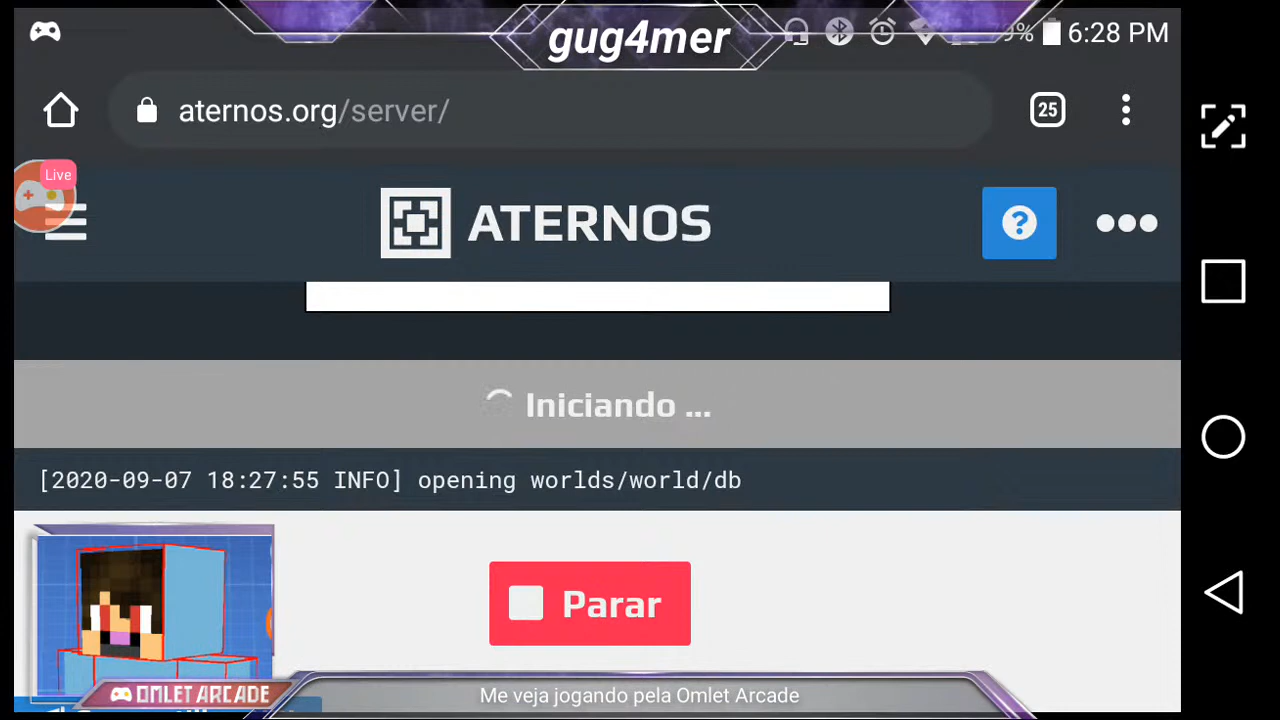 gug4mer
9% 6:28 PM
aternos.org/server/
25
Live
ATERNOS
?
Iniciando ...
[2020-09-07 18:27:55 INFO] opening worlds/world/db
Parar
OMLET ARCADE
Me veja jogando pela Omlet Arcade